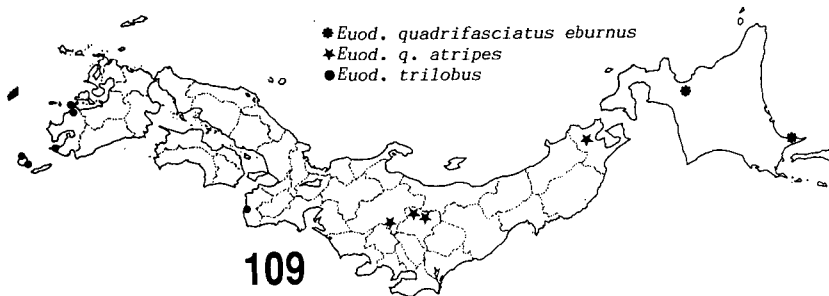 ✸Euod. quadrifasciatus eburnus
★Euod. q. atripes
●Euod. trilobus
109